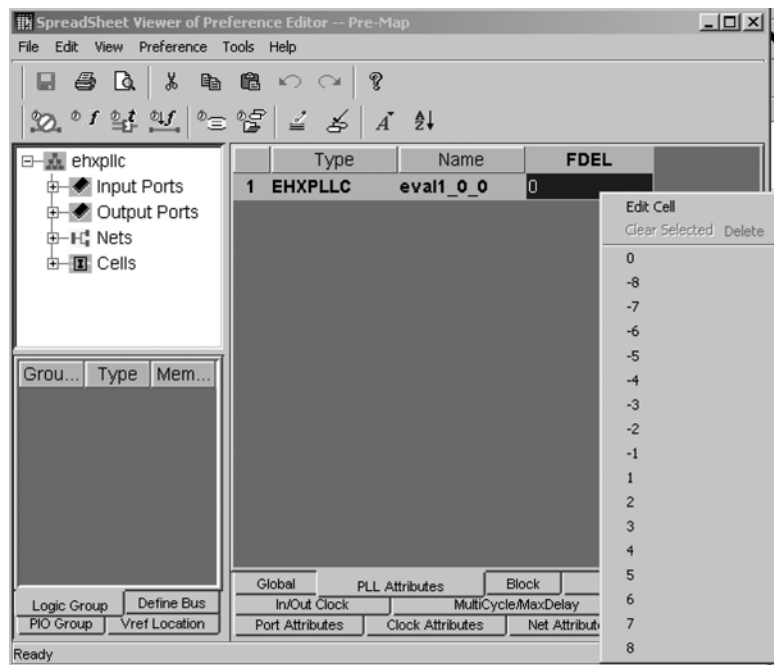 SpreadSheet Viewer of Preference Editor -- Pre-Map
File Edit View Preference Tools Help
ehxpllc
Input Ports
Output Ports
Nets
Cells
Type Name FDEL
1 EHXPLLC eval1_0_0 0
Edit Cell
Clear Selected Delete
0
-8
-7
-6
-5
-4
-3
-2
-1
1
2
3
4
5
6
7
8
Grou... Type Mem...
Logic Group Define Bus
PIO Group Vref Location
Global PLL Attributes Block
In/Out Clock MultiCycle/MaxDelay
Port Attributes Clock Attributes Net Attribut
Ready